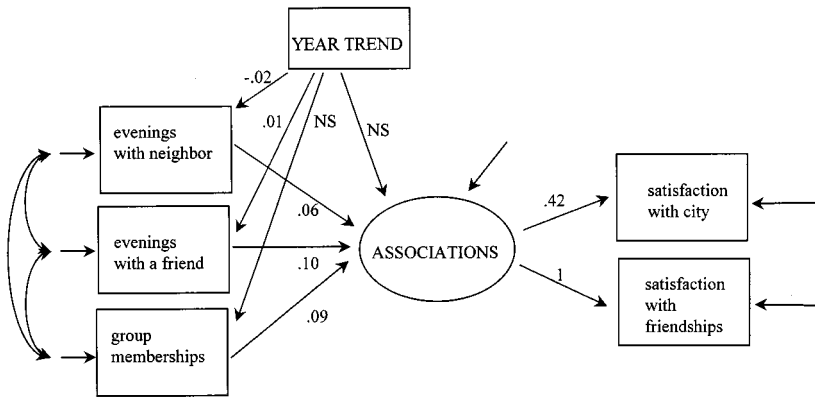 YEAR TREND
-.02
.01
NS
NS
evenings
with neighbor
.06
evenings
with a friend
.10
group
memberships
.09
ASSOCIATIONS
.42
satisfaction
with city
1
satisfaction
with
friendships